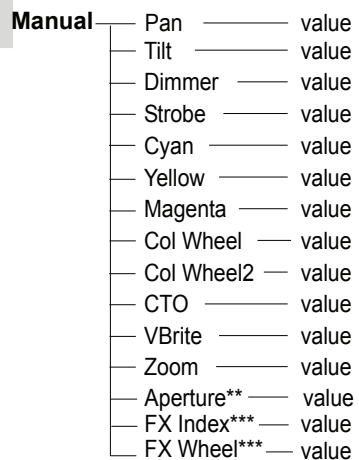 Manual Pan value
Tilt value
Dimmer value
Strobe value
Cyan value
Yellow value
Magenta value
Col Wheel value
Col Wheel2 value
CTO value
VBrite value
Zoom value
Aperture** value
FX Index*** value
FX Wheel*** value